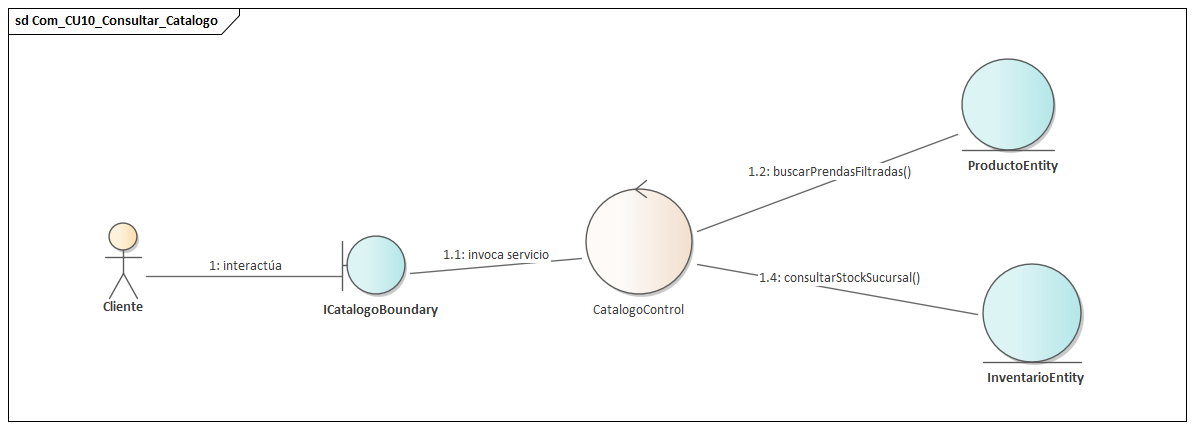 sd Com_CU10_Consultar_Catalogo
ProductoEntity
1.2: buscarPrendasFiltradas()
1: interactúa
1.1: invoca servicio
1.4: consultarStockSucursal()
Cliente
ICatalogoBoundary
CatalogoControl
InventarioEntity